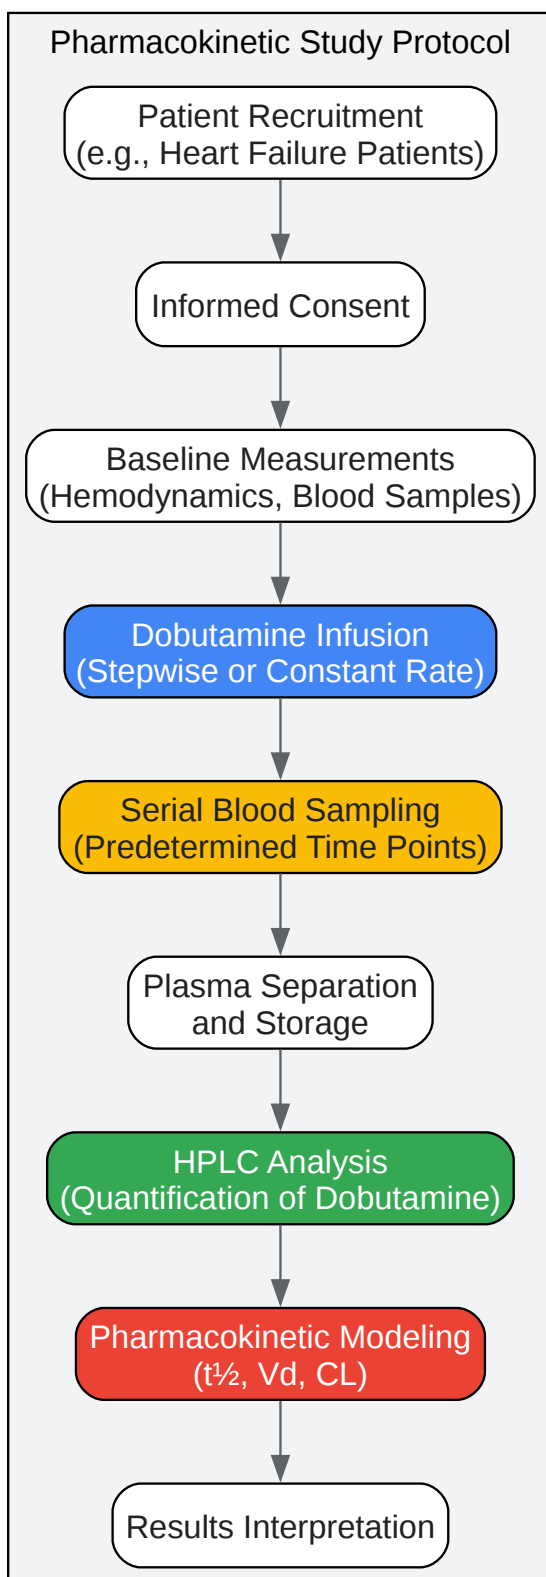 Pharmacokinetic Study Protocol
Patient Recruitment
(e.g., Heart Failure Patients)
Informed Consent
Baseline Measurements
(Hemodynamics, Blood Samples)
Dobutamine Infusion
(Stepwise or Constant Rate)
Serial Blood Sampling
(Predetermined Time Points)
Plasma Separation
and Storage
HPLC Analysis
(Quantification of Dobutamine)
Pharmacokinetic Modeling
(t½, Vd, CL)
Results Interpretation